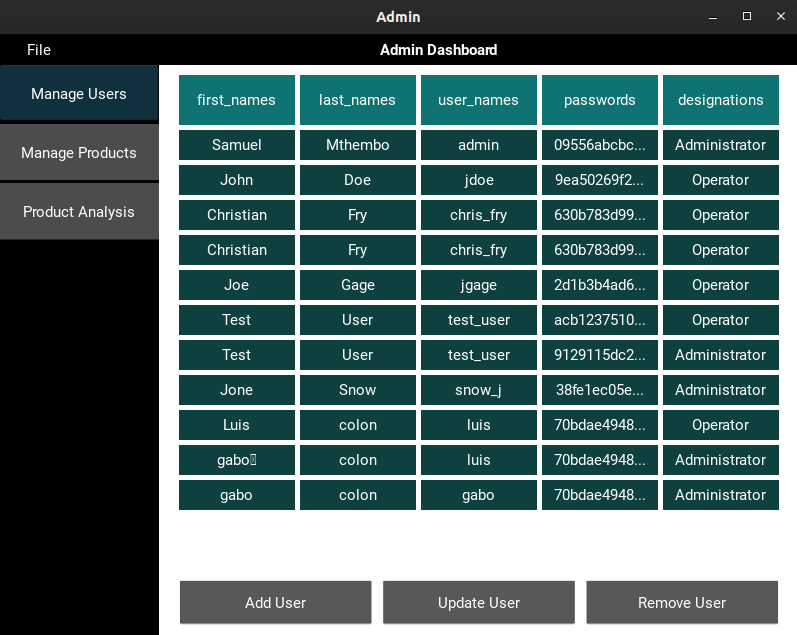 Admin
File Admin Dashboard
Manage Users
Manage Products
Product Analysis
first_names last_names user_names passwords designations
Samuel Mthembo admin 09556abcbc... Administrator
John Doe jdoe 9ea50269f2... Operator
Christian Fry chris_fry 630b783d99... Operator
Christian Fry chris_fry 630b783d99... Operator
Joe Gage jgage 2d1b3b4ad6... Operator
Test User test_user acb1237510... Operator
Test User test_user 9129115dc2... Administrator
Jone Snow snow_j 38fe1ec05e... Administrator
Luis colon luis 70bdae4948... Operator
gabo colon luis 70bdae4948... Administrator
gabo colon gabo 70bdae4948... Administrator
Add User Update User Remove User